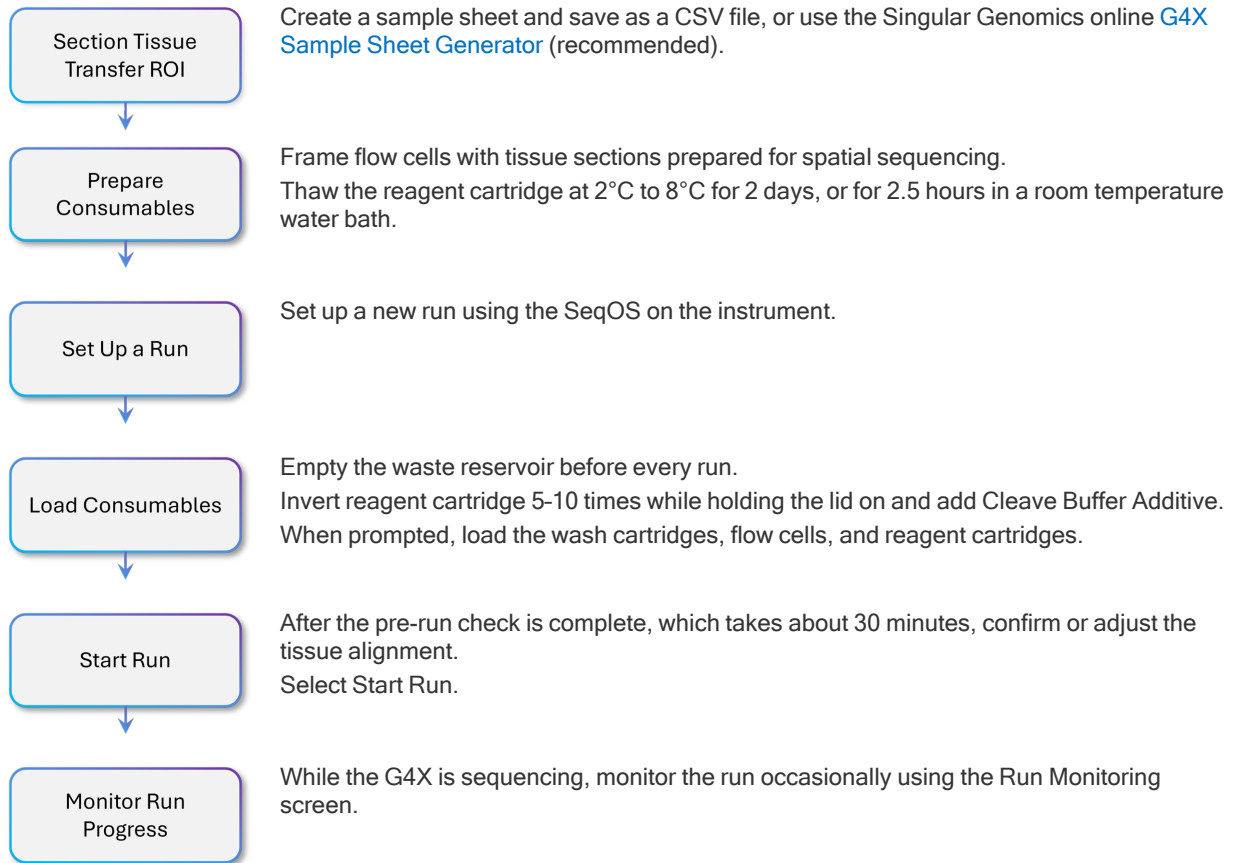 Section Tissue
Transfer ROI
Create a sample sheet and save as a CSV file, or use the Singular Genomics online G4X
Sample Sheet Generator (recommended).
Prepare
Consumables
Frame flow cells with tissue sections prepared for spatial sequencing.
Thaw the reagent cartridge at 2°C to 8°C for 2 days, or for 2.5 hours in a room temperature
water bath.
Set Up a Run
Set up a new run using the SeqOS on the instrument.
Load Consumables
Empty the waste reservoir before every run.
Invert reagent cartridge 5-10 times while holding the lid on and add Cleave Buffer Additive.
When prompted, load the wash cartridges, flow cells, and reagent cartridges.
Start Run
After the pre-run check is complete, which takes about 30 minutes, confirm or adjust the
tissue alignment.
Select Start Run.
Monitor Run
Progress
While the G4X is sequencing, monitor the run occasionally using the Run Monitoring
screen.